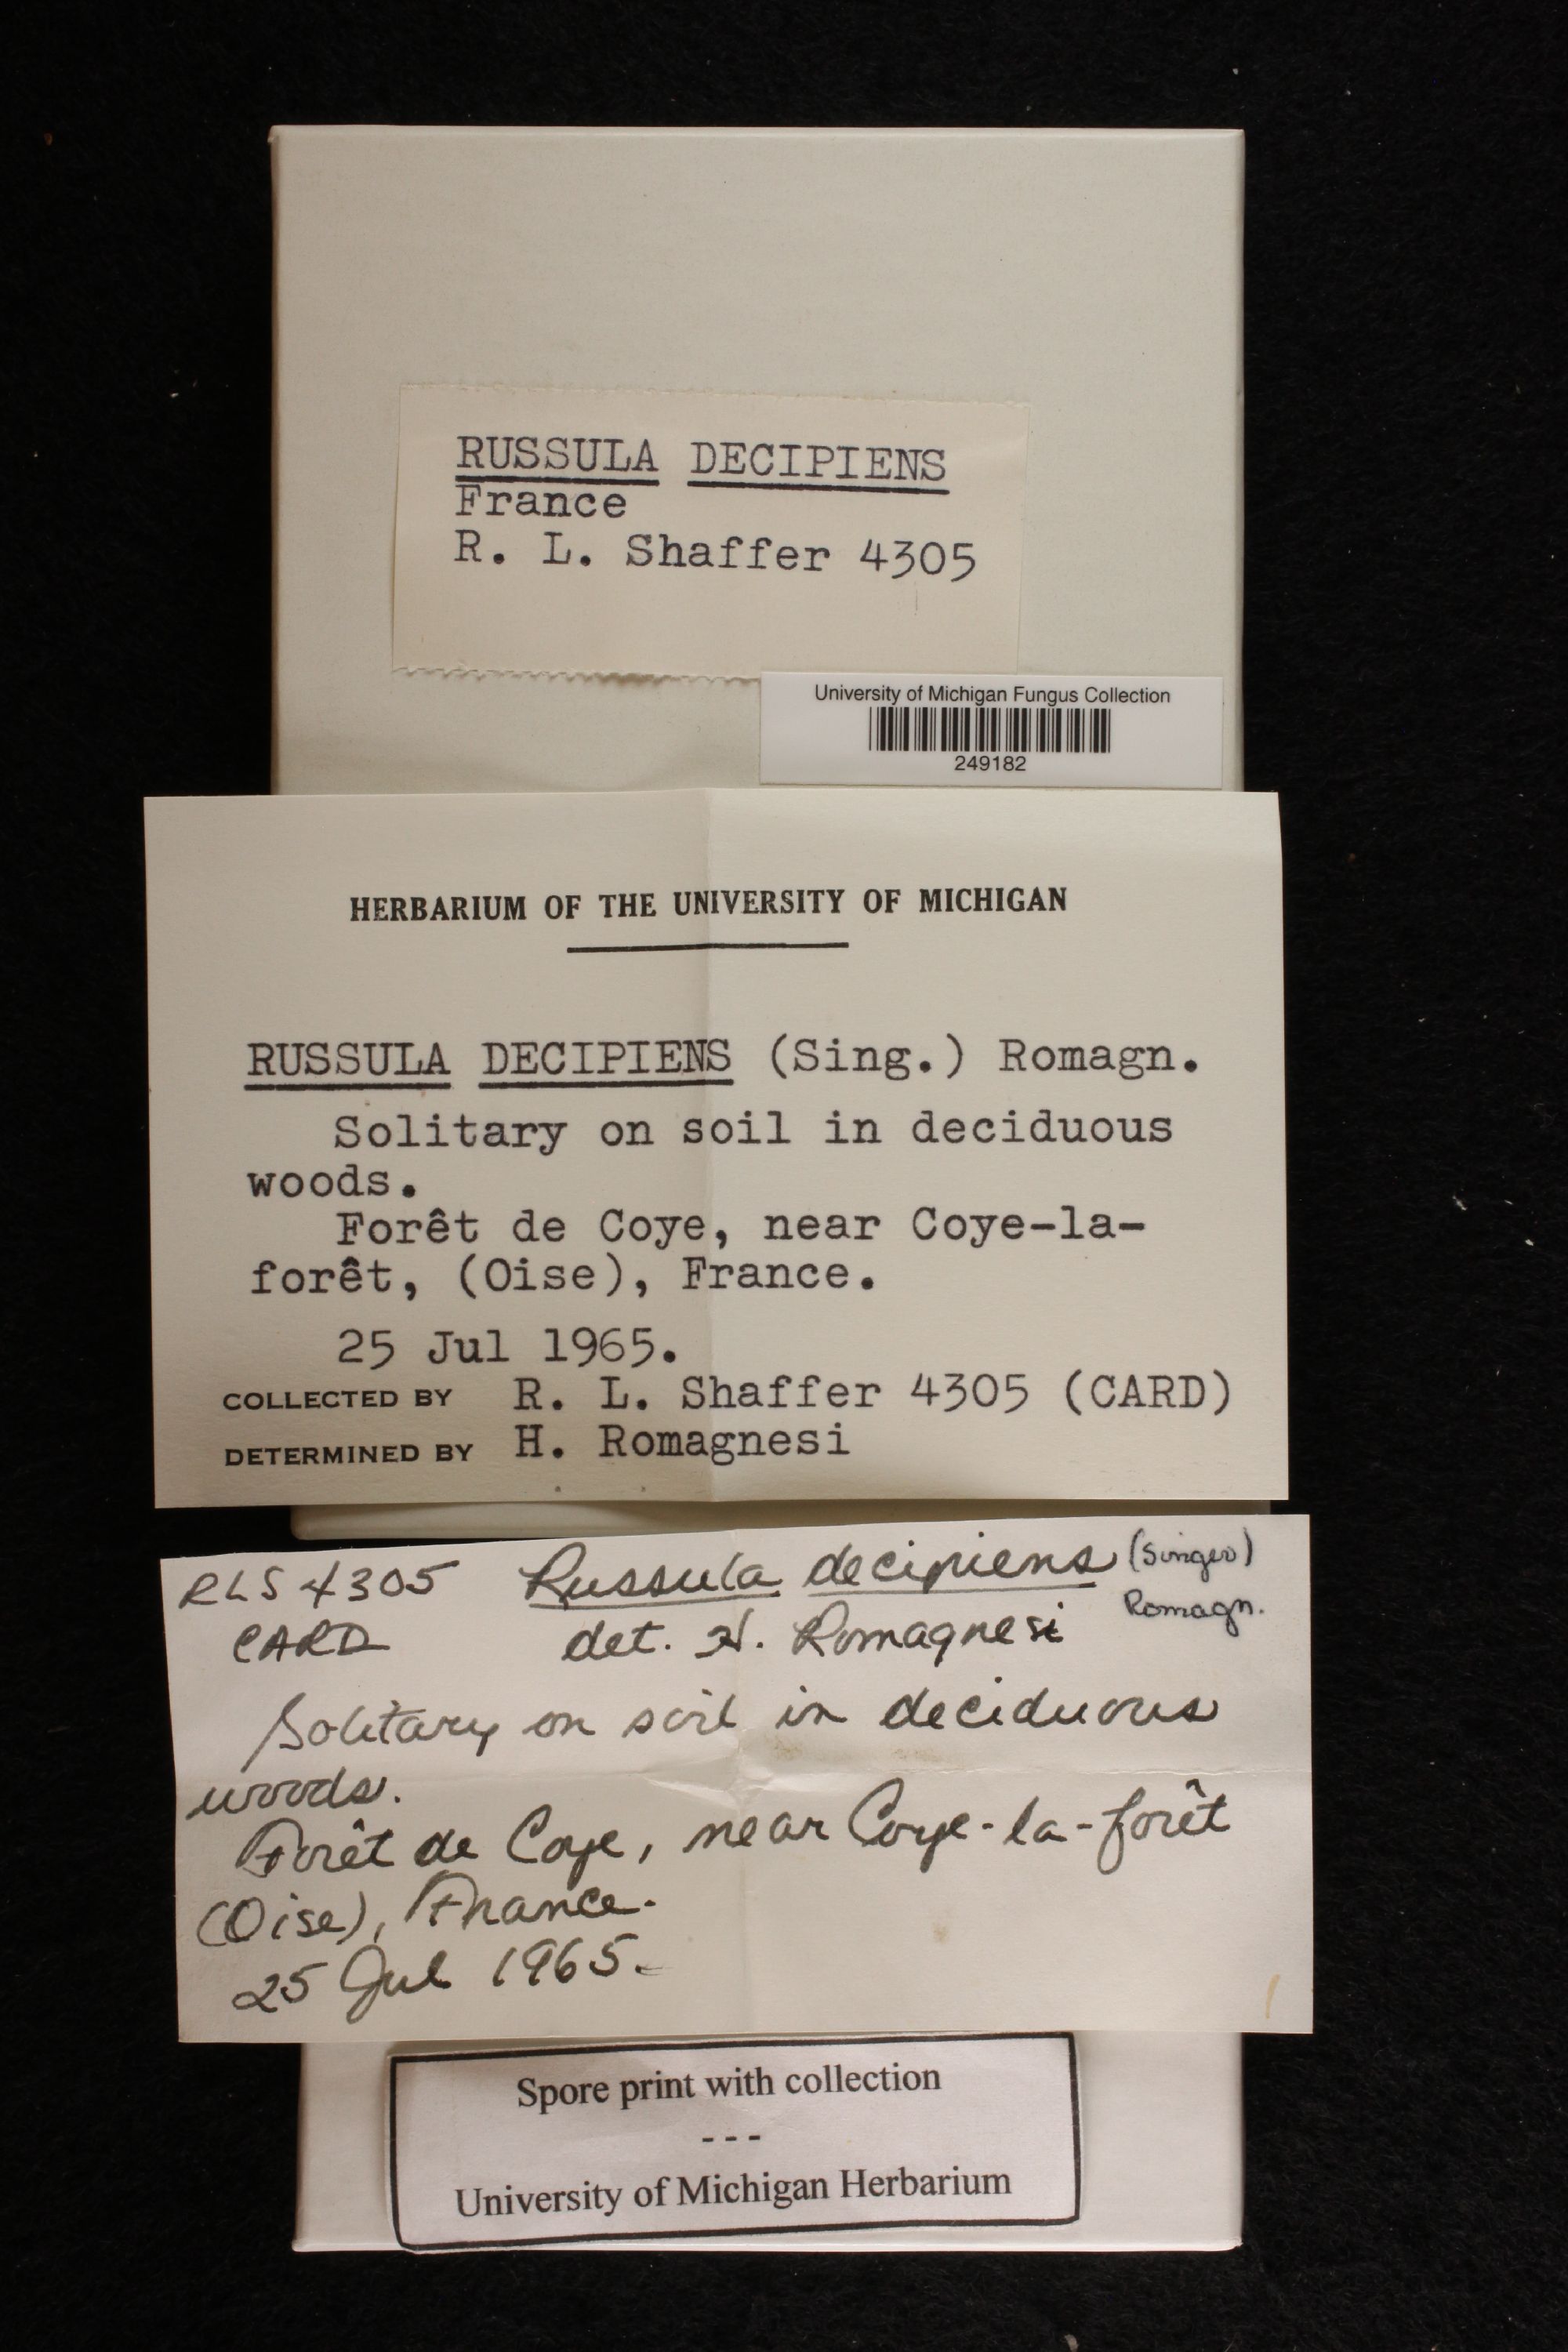 RUSSULA DECIPIENS
France
R. L. Shaffer 4305
University of Michigan Fungus Collection
249182
HERBARIUM OF THE UNIVERSITY OF MICHIGAN
RUSSULA DECIPIENS (Sing.) Romagn.
Solitary on soil in deciduous
woods.
Forêt de Coye, near Coye-la-
forêt, (Oise), France.
25 Jul 1965.
COLLECTED BY R. L. Shaffer 4305 (CARD)
DETERMINED BY H. Romagnesi
RLS 4305 Russula decipiens (Singer)
Romagn.
CARD det. H. Romagnesi
Solitary on soil in deciduous
woods.
Forêt de Coye, near Coye-la-forêt
(Oise), France.
25 Jul 1965.
Spore print with collection
---
University of Michigan Herbarium